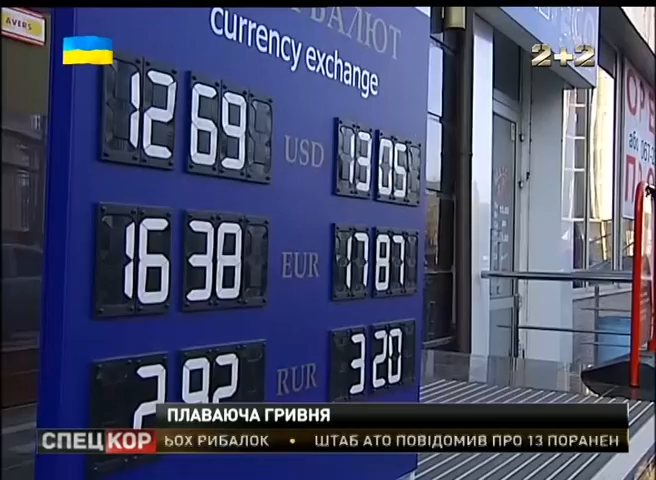 AVERS
ВАЛЮТ
currency exchange
2+2
12 69 USD 13 05
16 38 EUR 17 87
2 92 RUR 3 20
ПЛАВАЮЧА ГРИВНЯ
СПЕЦКОР ЬОХ РИБАЛОК • ШТАБ АТО ПОВІДОМИВ ПРО 13 ПОРАНЕН